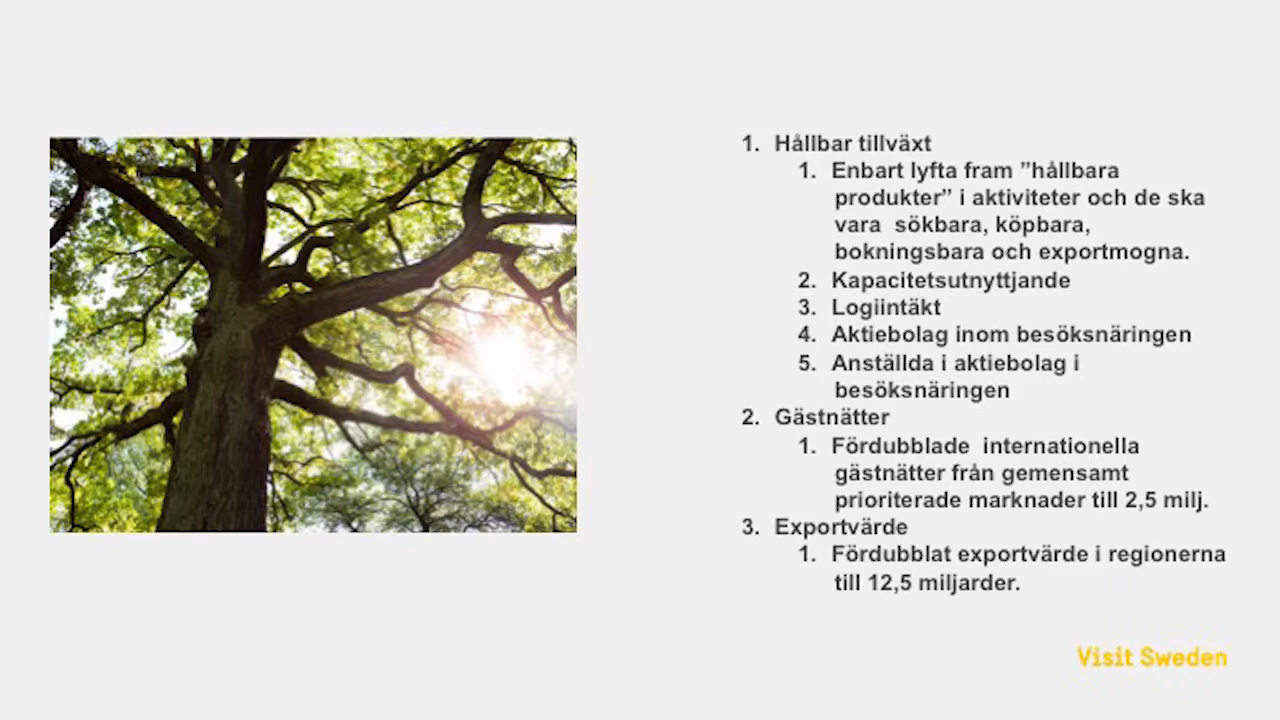 1. Hållbar tillväxt
1. Enbart lyfta fram ”hållbara
produkter” i aktiviteter och de ska
vara  sökbara, köpbara,
bokningsbara och exportmogna.
2. Kapacitetsutnyttjande
3. Logiintäkt
4. Aktiebolag inom besöksnäringen
5. Anställda i aktiebolag i
besöksnäringen
2. Gästnätter
1. Fördubblade  internationella
gästnätter från gemensamt
prioriterade marknader till 2,5 milj.
3. Exportvärde
1. Fördubblat exportvärde i regionerna
till 12,5 miljarder.
Visit Sweden